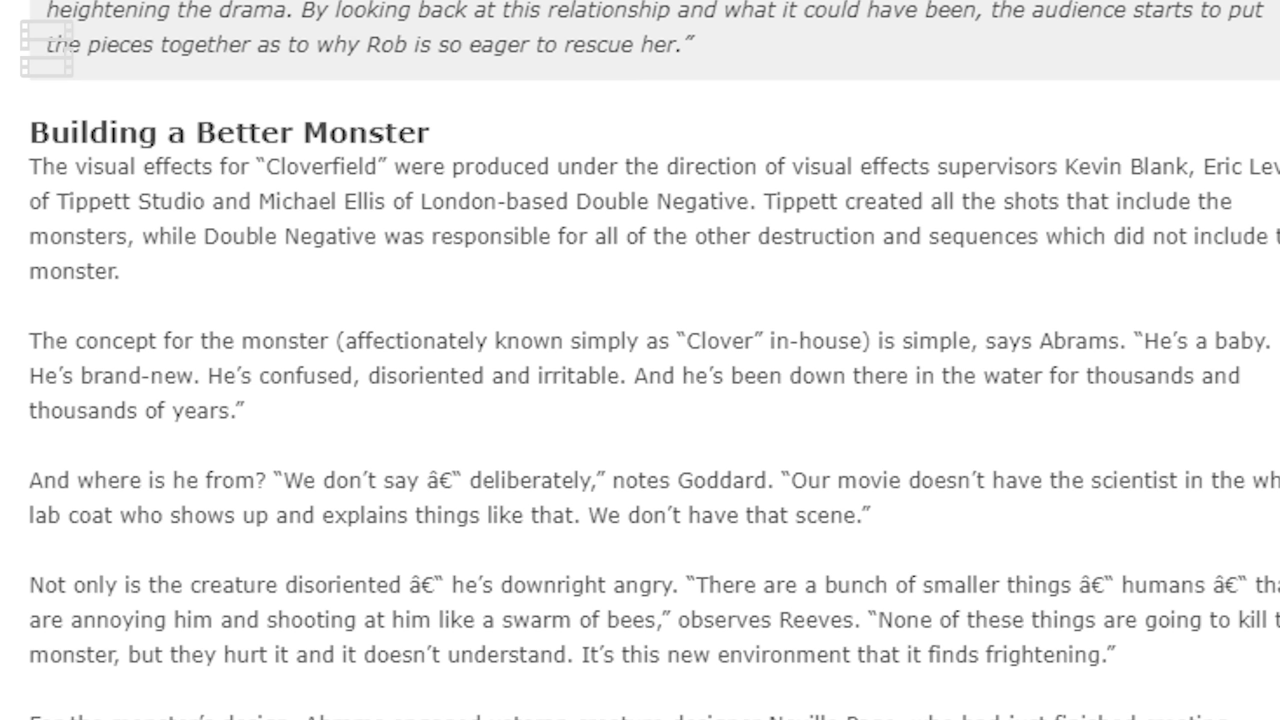 heightening the drama. By looking back at this relationship and what it could have been, the audience starts to put
the pieces together as to why Rob is so eager to rescue her.”
Building a Better Monster
The visual effects for “Cloverfield” were produced under the direction of visual effects supervisors Kevin Blank, Eric
of Tippett Studio and Michael Ellis of London-based Double Negative. Tippett created all the shots that include the
monsters, while Double Negative was responsible for all of the other destruction and sequences which did not include
monster.
The concept for the monster (affectionately known simply as “Clover” in-house) is simple, says Abrams. “He’s a baby.
He’s brand-new. He’s confused, disoriented and irritable. And he’s been down there in the water for thousands and
thousands of years.”
And where is he from? “We don’t say â€“ deliberately,” notes Goddard. “Our movie doesn’t have the scientist in the
lab coat who shows up and explains things like that. We don’t have that scene.”
Not only is the creature disoriented â€“ he’s downright angry. “There are a bunch of smaller things â€“ humans â€“
are annoying him and shooting at him like a swarm of bees,” observes Reeves. “None of these things are going to kill
monster, but they hurt it and it doesn’t understand. It’s this new environment that it finds frightening.”